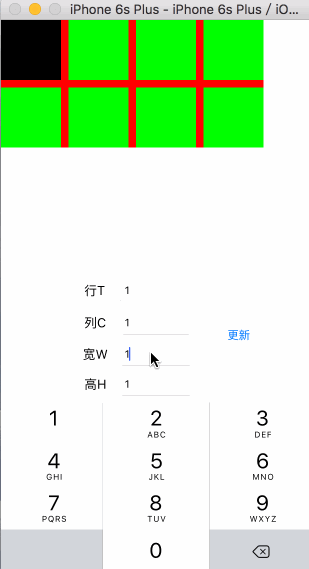 iPhone 6s Plus - iPhone 6s Plus / iO...
行T 1
列C 1
更新
宽W 1
高H 1
1 2 3
ABC DEF
4 5 6
GHI JKL MNO
7 8 9
PQRS TUV WXYZ
0